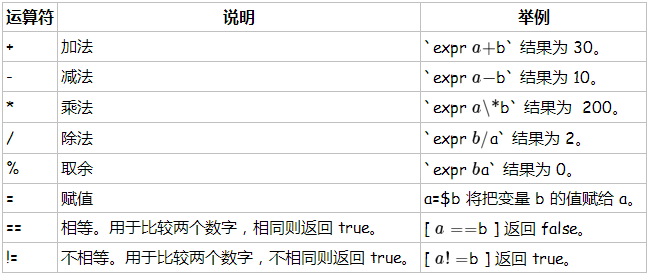 运算符 说明 举例
+ 加法 `expr a+b` 结果为 30。
- 减法 `expr a−b` 结果为 10。
* 乘法 `expr a\*b` 结果为 200。
/ 除法 `expr b/a` 结果为 2。
% 取余 `expr ba` 结果为 0。
= 赋值 a=$b 将把变量 b 的值赋给 a。
== 相等。用于比较两个数字，相同则返回 true。 [ a ==b ] 返回 false。
!= 不相等。用于比较两个数字，不相同则返回 true。 [ a! =b ] 返回 true。